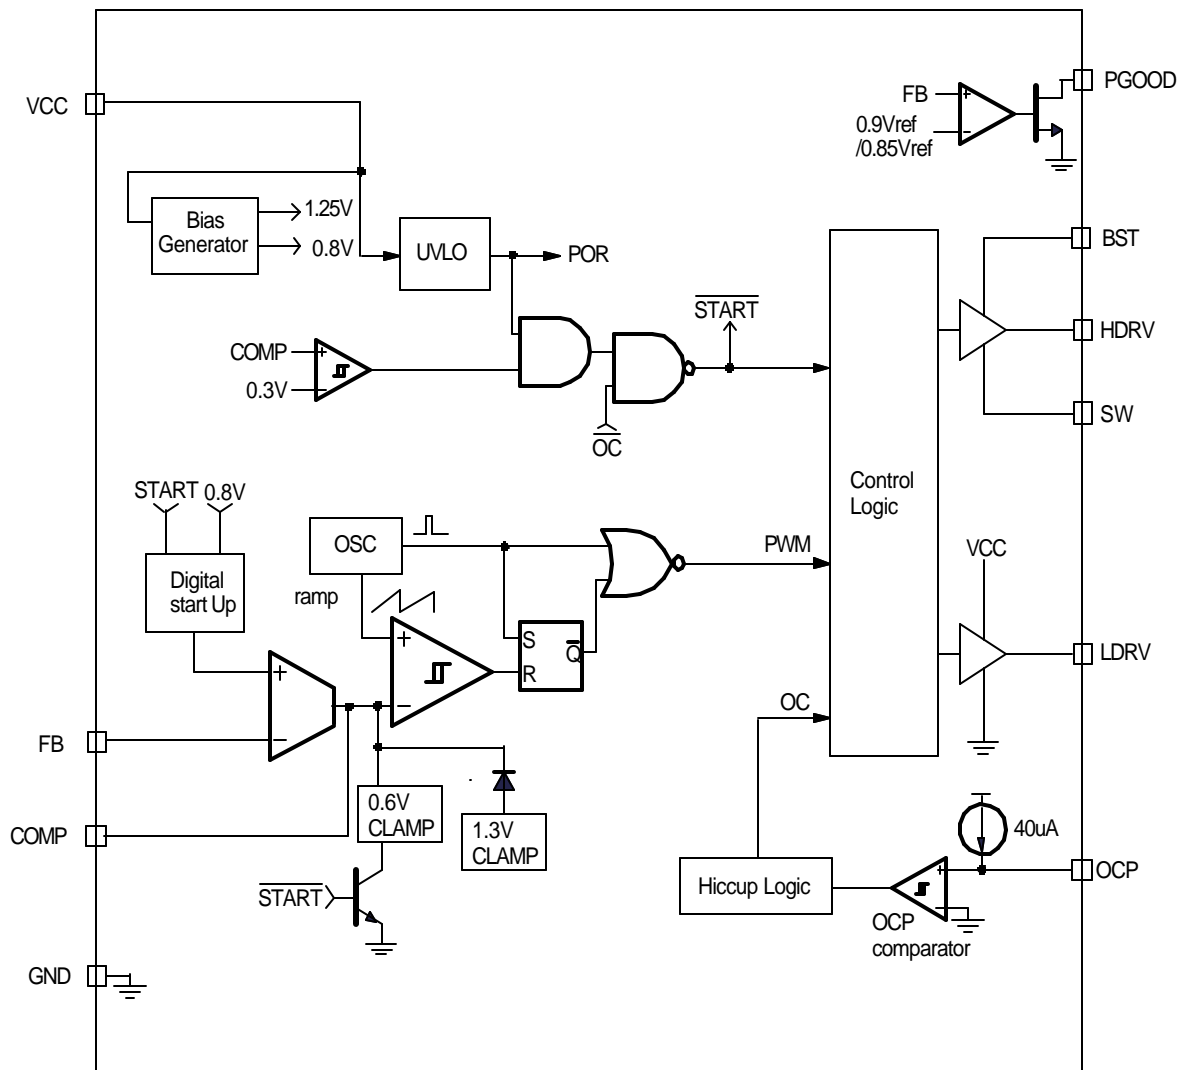 VCC
FB
0.9Vref
/0.85Vref
+
−
PGOOD
Bias
Generator
1.25V
0.8V
UVLO
POR
BST
START
COMP
0.3V
+
−
HDRV
OC
SW
START 0.8V
Control
Logic
OSC
PWM
VCC
Digital
start Up
ramp
+
S
R
Q
LDRV
+
−
−
OC
FB
0.6V
CLAMP
1.3V
CLAMP
COMP
40uA
START
Hiccup Logic
+
−
OCP
OCP
comparator
GND